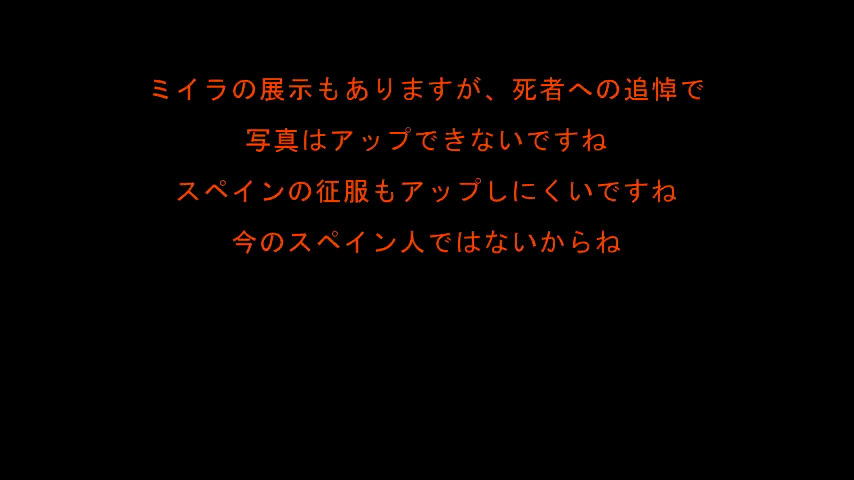 ミイラの展示もありますが、死者への追悼で
写真はアップできないですね
スペインの征服もアップしにくいですね
今のスペイン人ではないからね